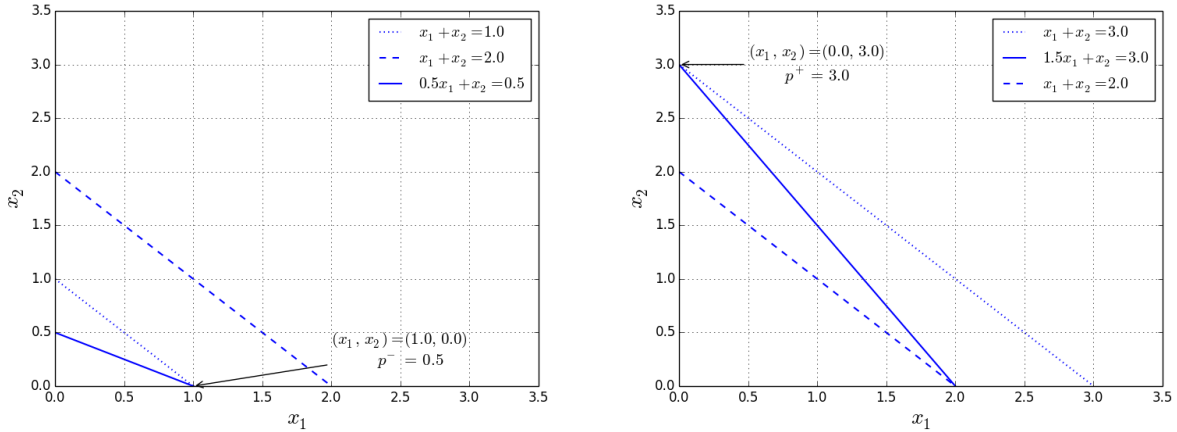 3.5
3.0
2.5
2.0
1.5
1.0
0.5
0.0
x₂
x₁ + x₂ = 1.0
x₁ + x₂ = 2.0
0.5x₁ + x₂ = 0.5
(x₁, x₂) = (1.0, 0.0)
p⁻ = 0.5
0.0 0.5 1.0 1.5 2.0 2.5 3.0 3.5
x₁
3.5
3.0
2.5
2.0
1.5
1.0
0.5
0.0
x₂
(x₁, x₂) = (0.0, 3.0)
p⁺ = 3.0
x₁ + x₂ = 3.0
1.5x₁ + x₂ = 3.0
x₁ + x₂ = 2.0
0.0 0.5 1.0 1.5 2.0 2.5 3.0 3.5
x₁